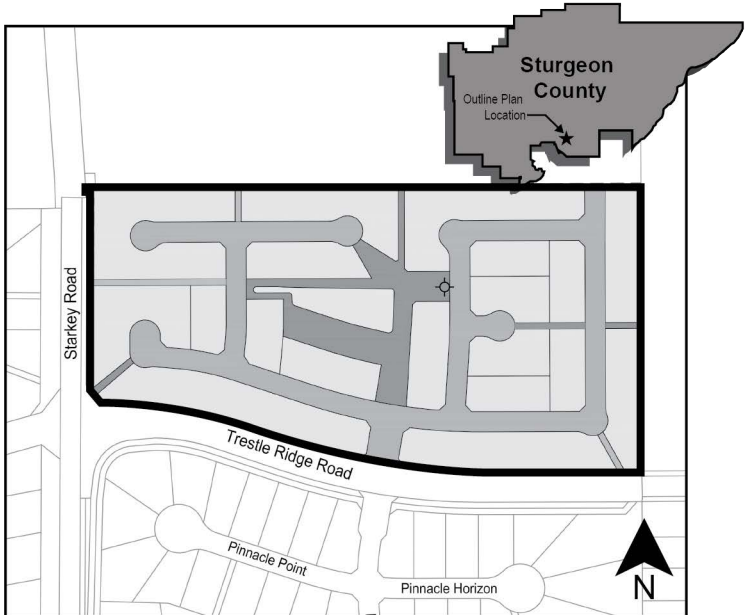 Sturgeon
County
Outline Plan
Location
Starkey Road
Trestle Ridge Road
Pinnacle Point
Pinnacle Horizon
N